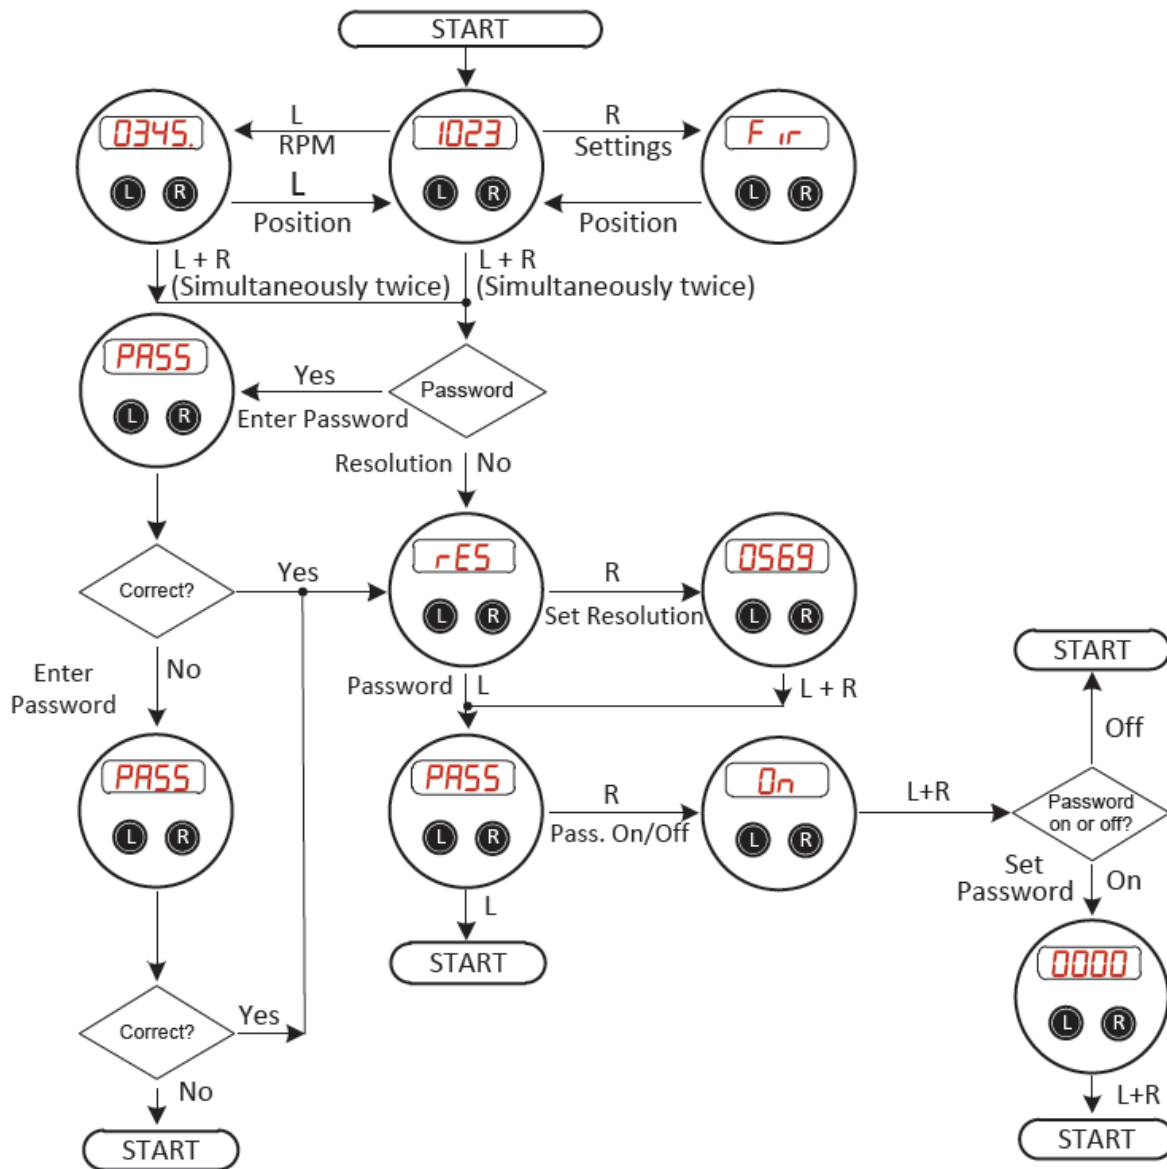 START
0345.
L
RPM
1023
R
Settings
F ir
L R
L R
L R
L
Position
Position
L + R
(Simultaneously twice)
L + R
(Simultaneously twice)
PASS
L R
Yes
Enter Password
Password
Resolution
No
Correct?
Yes
rES
L R
R
Set Resolution
0569
L R
Enter
Password
No
Password
L
L + R
START
Off
PASS
L R
PASS
L R
R
Pass. On/Off
On
L R
L+R
Password
on or off?
Set
Password
On
L
START
0000
L R
Correct?
Yes
No
START
L+R
START